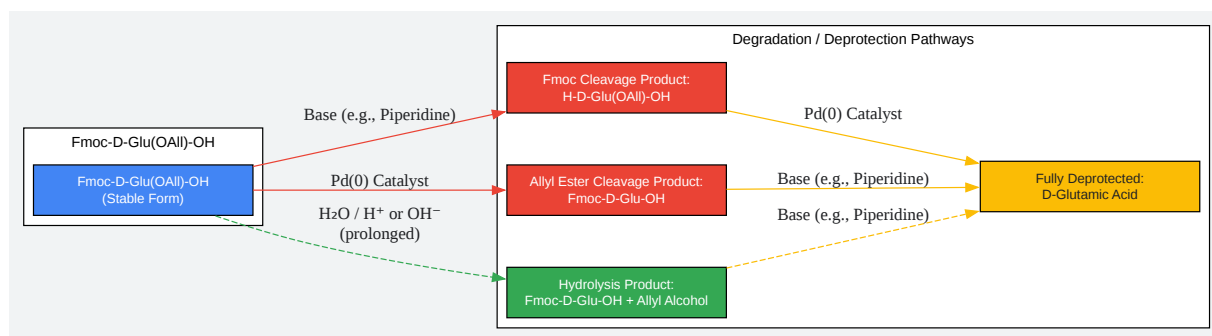 Degradation / Deprotection Pathways
Fmoc Cleavage Product:
H-D-Glu(OAll)-OH
Base (e.g., Piperidine)
Pd(0) Catalyst
Fmoc-D-Glu(OAll)-OH
Fmoc-D-Glu(OAll)-OH
(Stable Form)
Pd(0) Catalyst
Allyl Ester Cleavage Product:
Fmoc-D-Glu-OH
Base (e.g., Piperidine)
Fully Deprotected:
D-Glutamic Acid
H₂O / H⁺ or OH⁻
(prolonged)
Base (e.g., Piperidine)
Hydrolysis Product:
Fmoc-D-Glu-OH + Allyl Alcohol